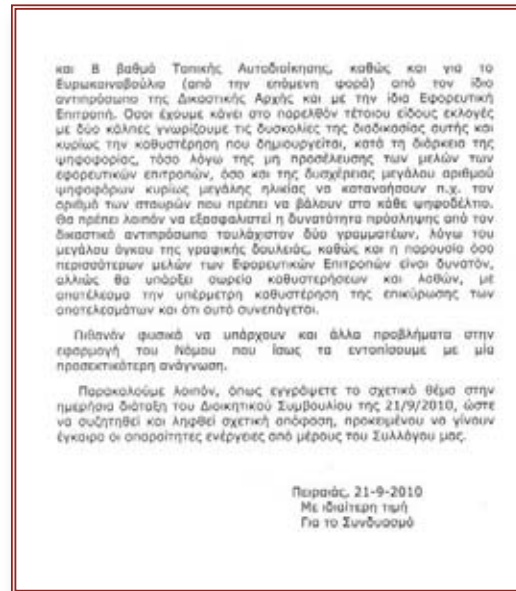 και Β βαθμό Τοπικής Αυτοδιοίκησης, καθώς και για το
Ευρωκοινοβούλιο (από την επόμενη φορά) από τον ίδιο
αντιπρόσωπο της Δικαστικής Αρχής και με την ίδια Εφορευτική
Επιτροπή. Όσοι έχουμε κάνει στο παρελθόν τέτοιου είδους εκλογές
με δύο κάλπες γνωρίζουμε τις δυσκολίες της διαδικασίας αυτής και
κυρίως την καθυστέρηση που δημιουργείται, κατά τη διάρκεια της
ψηφοφορίας, τόσο λόγω της μη προσέλευσης των μελών των
εφορευτικών επιτροπών, όσο και της δυσχέρειας μεγάλου αριθμού
ψηφοφόρων κυρίως μεγάλης ηλικίας να κατανοήσουν π.χ. τον
αριθμό των σταυρών που πρέπει να βάλουν στο κάθε ψηφοδέλτιο.
Θα πρέπει λοιπόν να εξασφαλιστεί η δυνατότητα πρόσληψης από τον
δικαστικό αντιπρόσωπο τουλάχιστον δύο γραμματέων, λόγω του
μεγάλου όγκου της γραφικής δουλειάς, καθώς και η παρουσία όσο
περισσότερων μελών των Εφορευτικών Επιτροπών είναι δυνατόν,
αλλιώς θα υπάρξει σωρεία καθυστερήσεων και λαθών, με
αποτέλεσμα την υπέρμετρη καθυστέρηση της επικύρωσης των
αποτελεσμάτων και ότι αυτό συνεπάγεται.
Πιθανόν φυσικά να υπάρχουν και άλλα προβλήματα στην
εφαρμογή του Νόμου που ίσως τα εντοπίσουμε με μία
προσεκτικότερη ανάγνωση.
Παρακαλούμε λοιπόν, όπως εγγράψετε το σχετικό θέμα στην
ημερήσια διάταξη του Διοικητικού Συμβουλίου της 21/9/2010, ώστε
να συζητηθεί και ληφθεί σχετική απόφαση, προκειμένου να γίνουν
έγκαιρα οι απαραίτητες ενέργειες από μέρους του Συλλόγου μας.
Πειραιάς, 21-9-2010
Με ιδιαίτερη τιμή
Για το Συνδυασμό